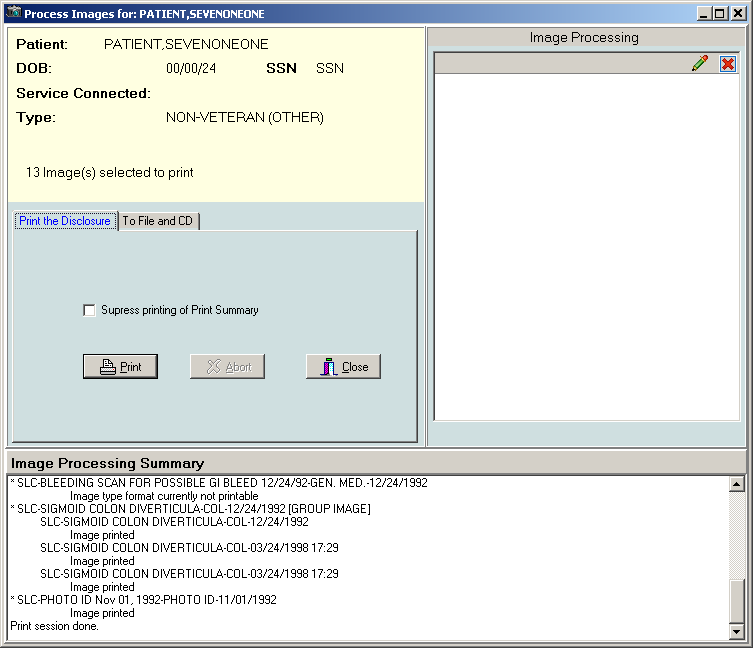 Process Images for: PATIENT,SEVENONEONE
Patient: PATIENT,SEVENONEONE
DOB: 00/00/24 SSN SSN
Service Connected:
Type: NON-VETERAN (OTHER)
13 Image(s) selected to print
Print the Disclosure To File and CD
Supress printing of Print Summary
Print Abort Close
Image Processing
Image Processing Summary
* SLC-BLEEDING SCAN FOR POSSIBLE GI BLEED 12/24/92-GEN. MED.-12/24/1992
Image type format currently not printable
* SLC-SIGMOID COLON DIVERTICULA-COL-12/24/1992 [GROUP IMAGE]
SLC-SIGMOID COLON DIVERTICULA-COL-12/24/1992
Image printed
SLC-SIGMOID COLON DIVERTICULA-COL-03/24/1998 17:29
Image printed
SLC-SIGMOID COLON DIVERTICULA-COL-03/24/1998 17:29
Image printed
* SLC-PHOTO ID Nov 01, 1992-PHOTO ID-11/01/1992
Image printed
Print session done.